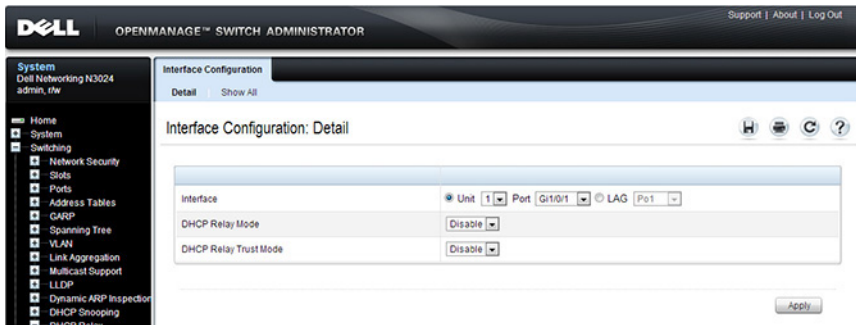 Support | About | Log Out
DELL OPENMANAGE™ SWITCH ADMINISTRATOR
System
Dell Networking N3024
admin, r/w
Home
System
Switching
Network Security
Slots
Ports
Address Tables
GARP
Spanning Tree
VLAN
Link Aggregation
Multicast Support
LLDP
Dynamic ARP Inspection
DHCP Snooping
DHCP Relay
Interface Configuration
Detail | Show All
Interface Configuration: Detail
Interface Unit 1 Port Gi1/0/1 LAG Po1
DHCP Relay Mode Disable
DHCP Relay Trust Mode Disable
Apply